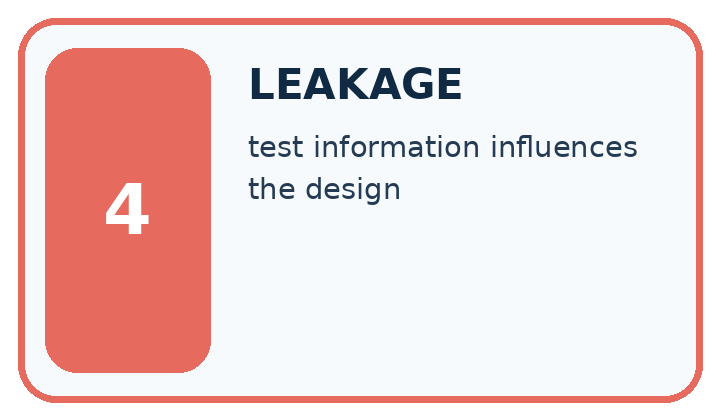 4
LEAKAGE
test information influences
the design